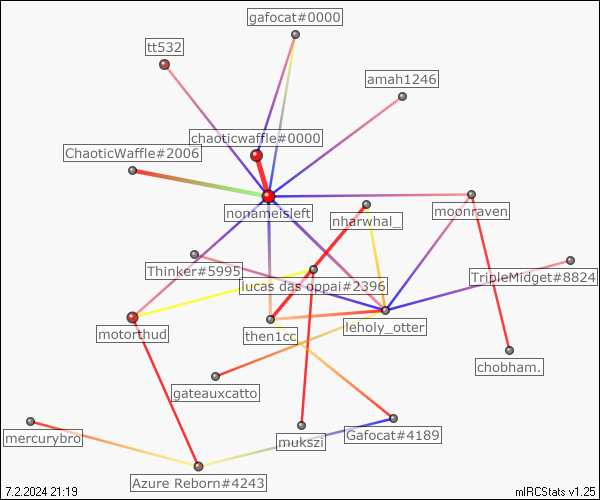 gafocat#0000
tt532
amah1246
chaoticwaffle#0000
ChaoticWaffle#2006
nonameisleft
nharwhal_
moonraven
Thinker#5995
TripleMidget#8824
lucas das oppai#2396
motorthud
then1cc
leholy_otter
chobham.
gateauxcatto
mercurybro
mukszi
Gafocat#4189
Azure Reborn#4243
7.2.2024 21:19
mIRCStats v1.25